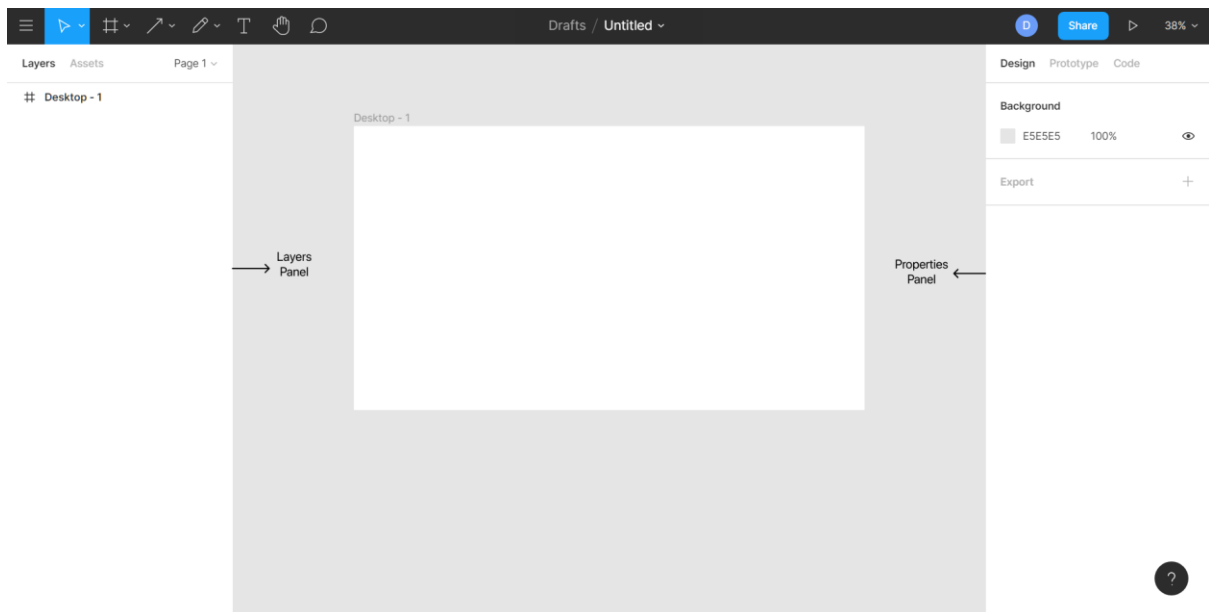 Drafts / Untitled
D
Share
38%
Layers Assets Page 1
Desktop - 1
Desktop - 1
Layers
Panel
Properties
Panel
Design Prototype Code
Background
E5E5E5 100%
Export
?